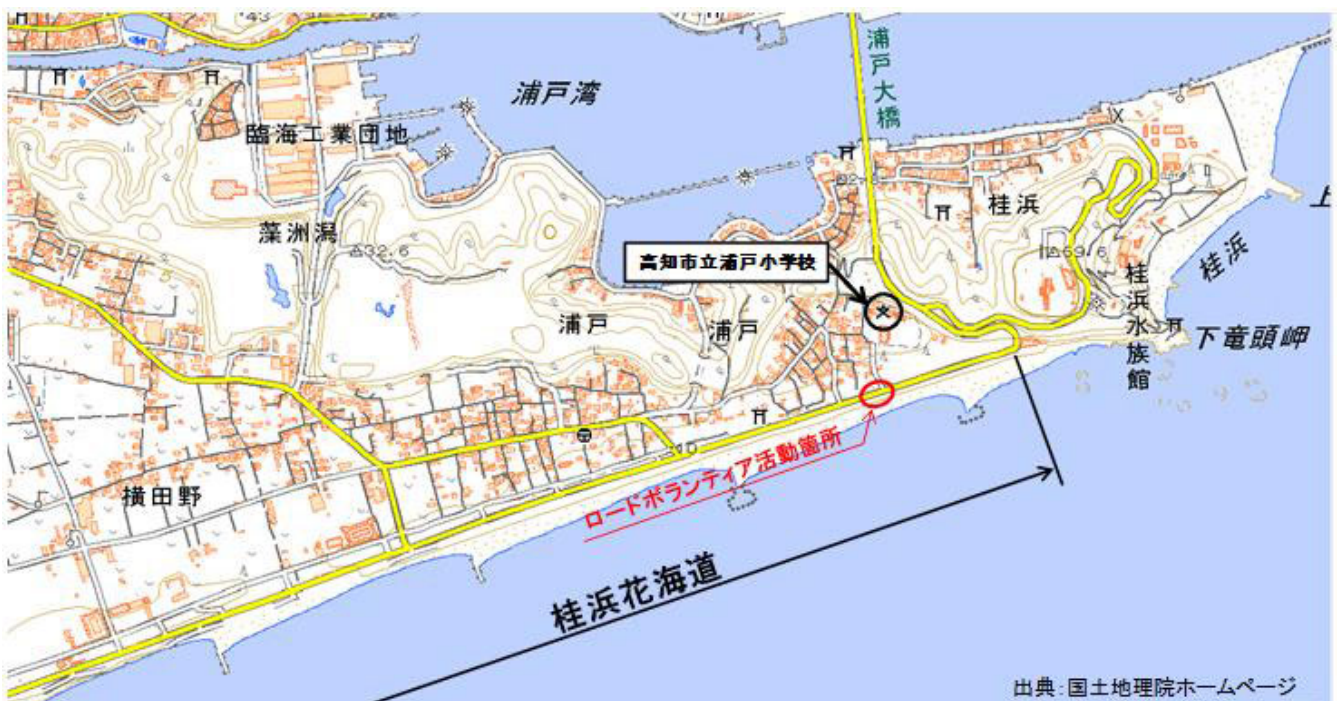 浦戸湾
浦戸大橋
臨海工業団地
桂浜
藻洲潟
△32.6
高知市立浦戸小学校
桂浜
桂浜水族館
浦戸
浦戸
下竜頭岬
ロードボランティア活動箇所
横田野
桂浜花海道
出典：国土地理院ホームページ